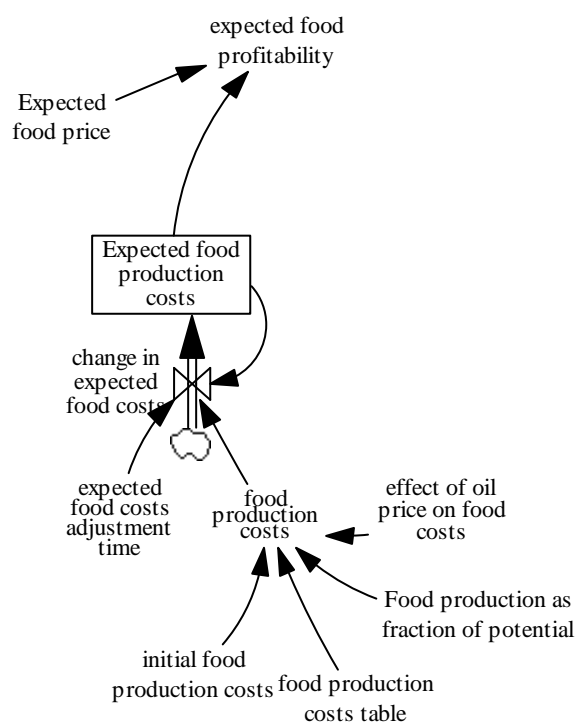 expected food
profitability
Expected
food price
Expected food
production
costs
change in
expected
food costs
expected
food costs
adjustment
time
food
production
costs
effect of oil
price on food
costs
Food production as
fraction of potential
initial food
production costs
food production
costs table